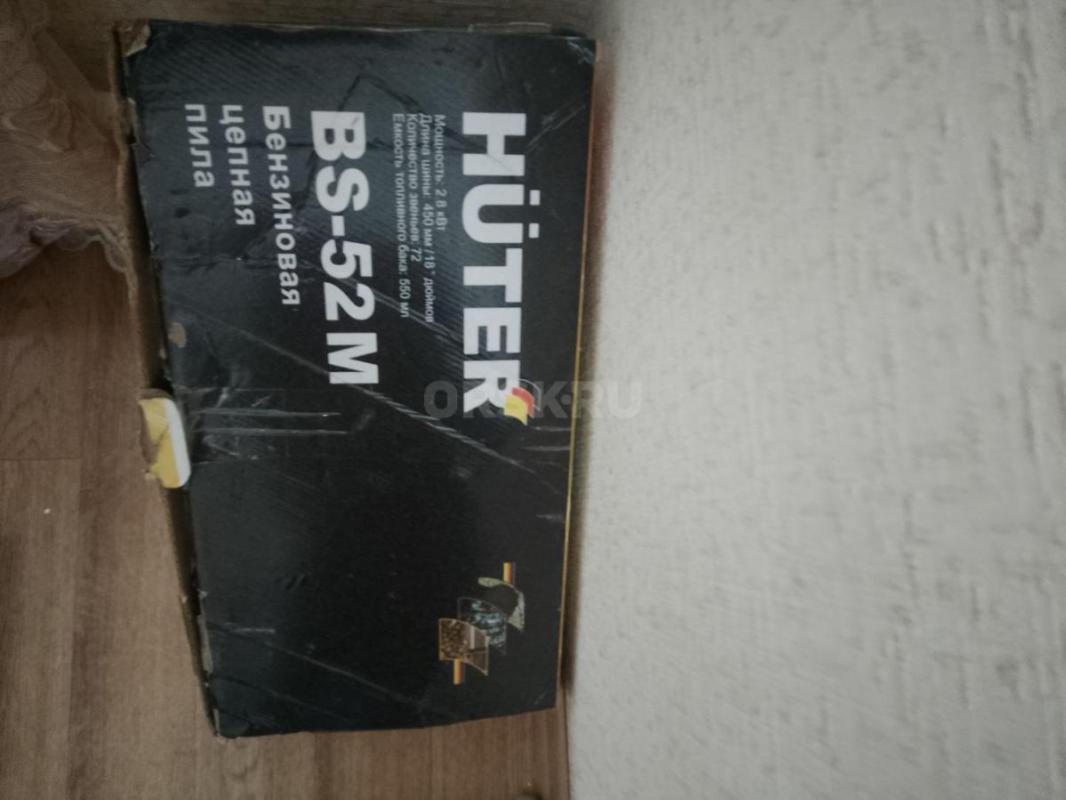 HÜTER
Мощность: 2.8 кВт
Длина шины 450 мм / 18" дюймов
Количество звеньев: 72
Емкость топливного бака: 550 мл
BS-52 M
Бензиновая
цепная
пила